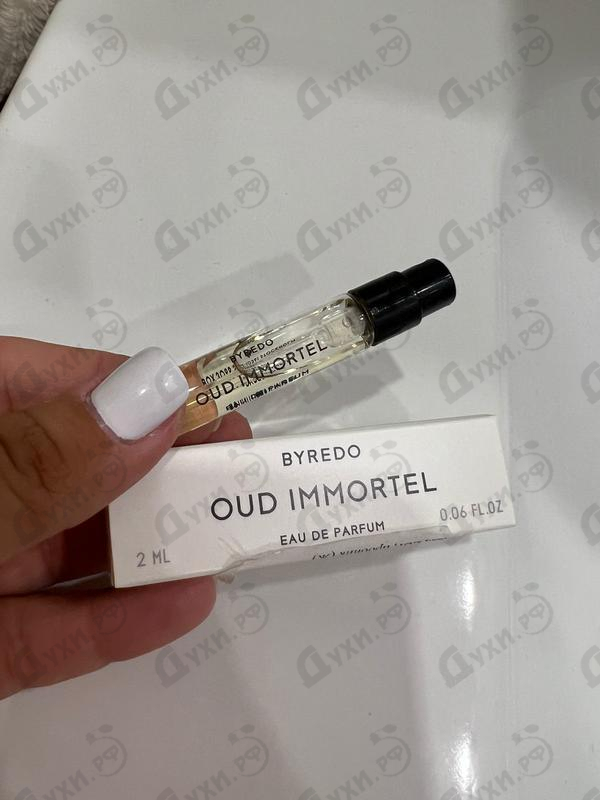 BYREDO
OUD IMMORTEL
BYREDO
OUD IMMORTEL
EAU DE PARFUM
2 ML
0.06 FL.OZ
Духи.рф